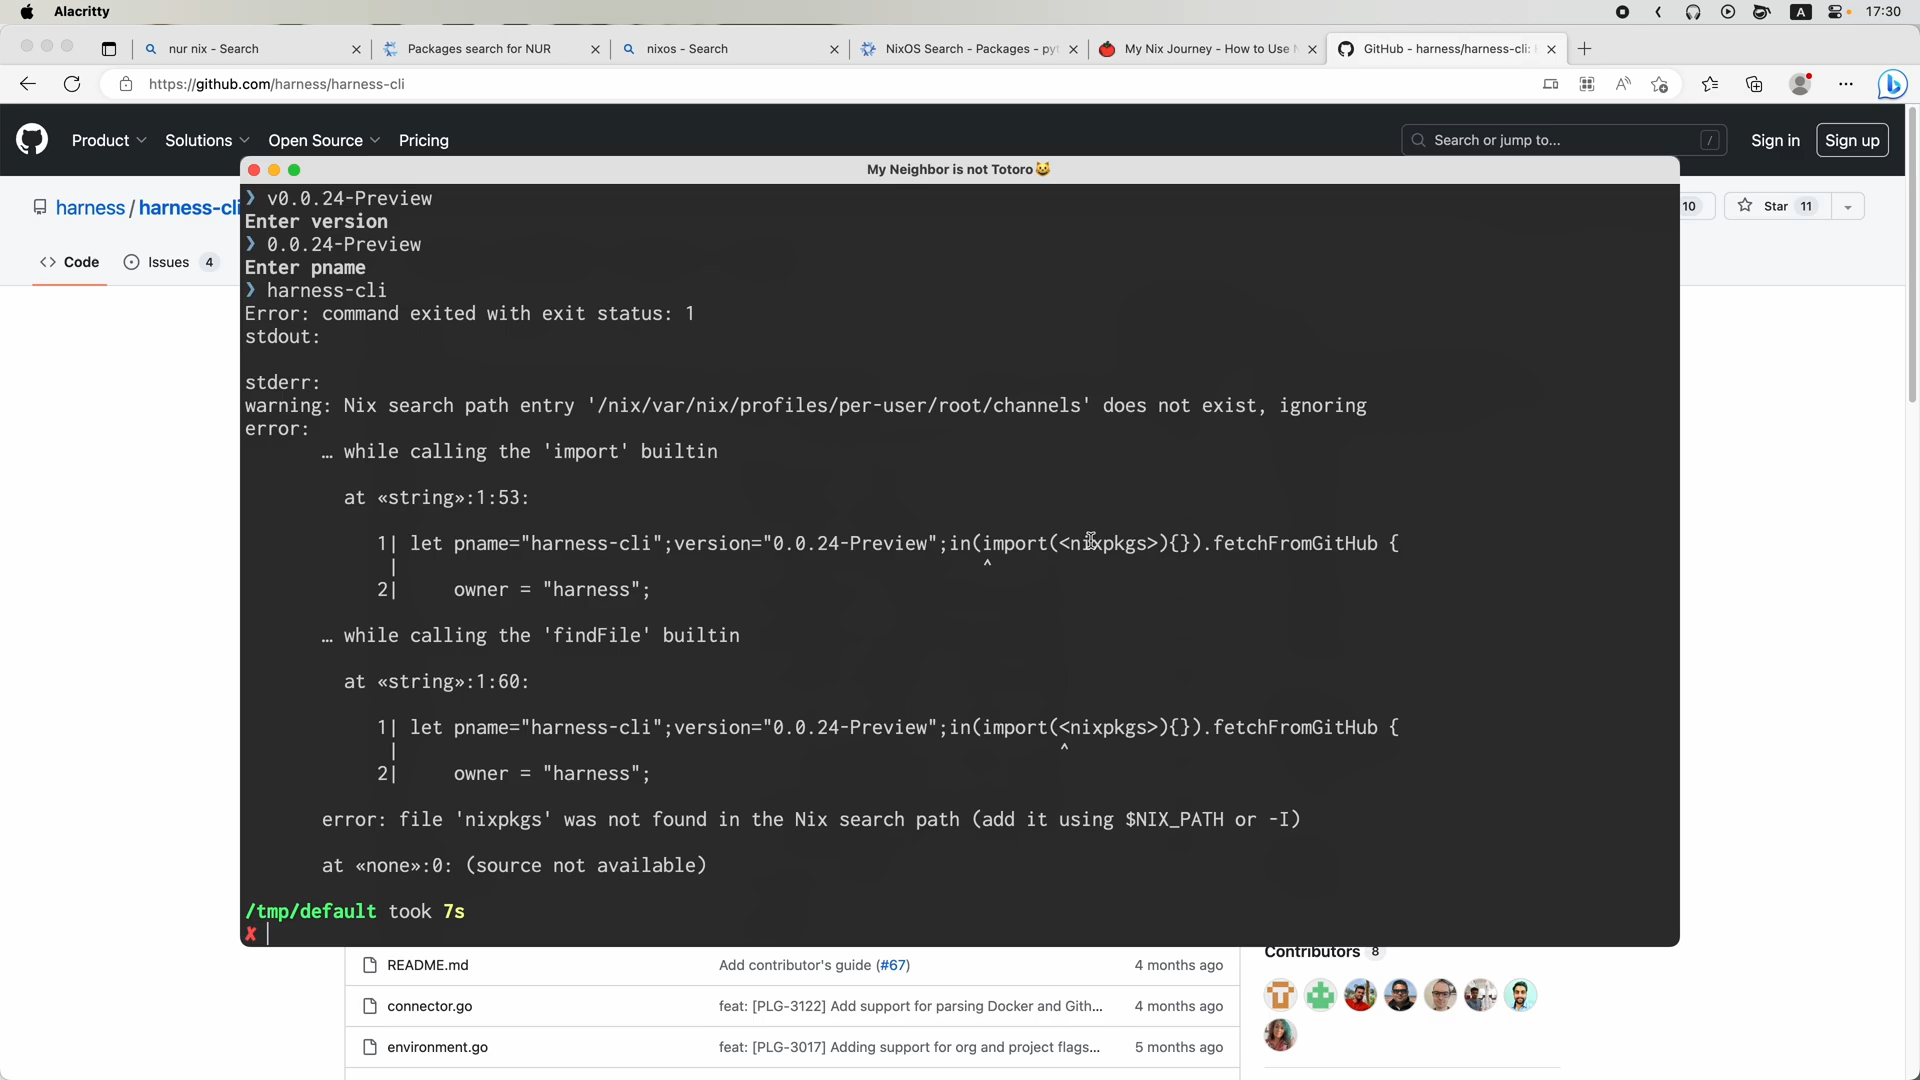 Alacritty
A
17:30
nur nix - Search
Packages search for NUR
nixos - Search
NixOS Search - Packages - pyt
My Nix Journey - How to Use N
GitHub - harness/harness-cli:
https://github.com/harness/harness-cli
Product
Solutions
Open Source
Pricing
Search or jump to...
/
Sign in
Sign up
harness / harness-cli
10
Star 11
Code
Issues 4
My Neighbor is not Totoro😺
❯ v0.0.24-Preview
Enter version
❯ 0.0.24-Preview
Enter pname
❯ harness-cli
Error: command exited with exit status: 1
stdout:
stderr:
warning: Nix search path entry '/nix/var/nix/profiles/per-user/root/channels' does not exist, ignoring
error:
… while calling the 'import' builtin
at «string»:1:53:
1| let pname="harness-cli";version="0.0.24-Preview";in(import(<nixpkgs>){}).fetchFromGitHub {
| ^
2| owner = "harness";
… while calling the 'findFile' builtin
at «string»:1:60:
1| let pname="harness-cli";version="0.0.24-Preview";in(import(<nixpkgs>){}).fetchFromGitHub {
| ^
2| owner = "harness";
error: file 'nixpkgs' was not found in the Nix search path (add it using $NIX_PATH or -I)
at «none»:0: (source not available)
/tmp/default took 7s
✗
README.md Add contributor's guide (#67) 4 months ago
connector.go feat: [PLG-3122] Add support for parsing Docker and Gith... 4 months ago
environment.go feat: [PLG-3017] Adding support for org and project flags... 5 months ago
Contributors 8